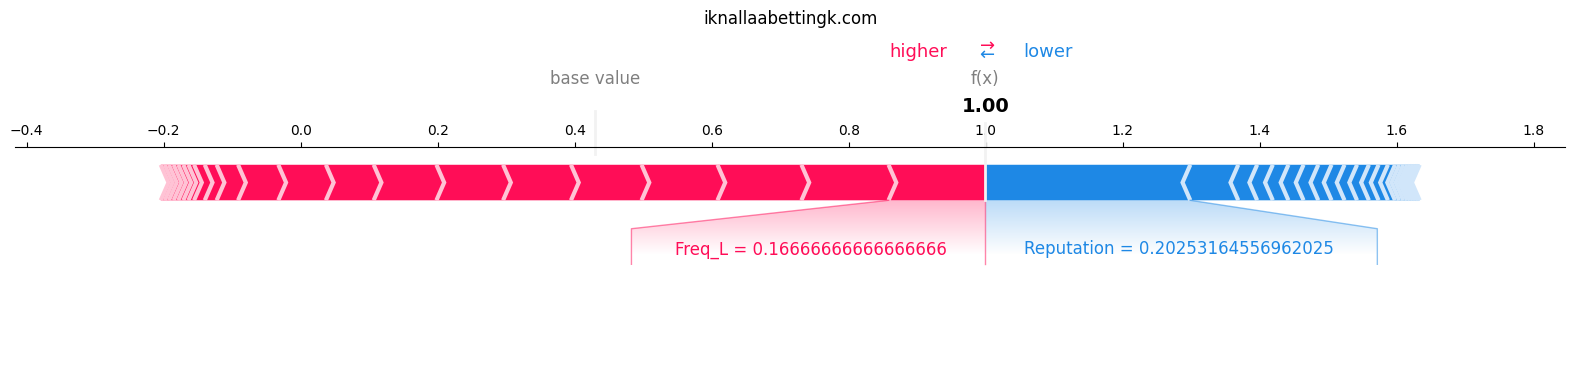 iknallaabettingk.com
higher ⇄ lower
base value f(x)
1.00
−0.4 −0.2 0.0 0.2 0.4 0.6 0.8 1.0 1.2 1.4 1.6 1.8
Freq_L = 0.16666666666666666 Reputation = 0.20253164556962025